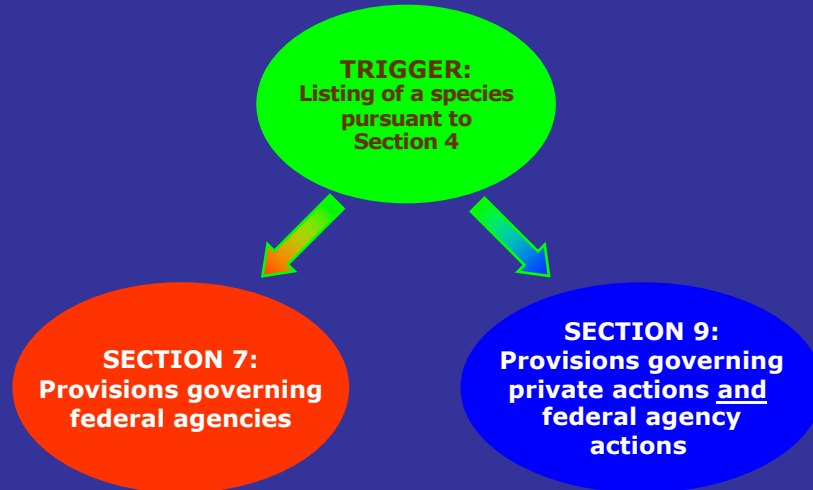 TRIGGER:
Listing of a species
pursuant to
Section 4
SECTION 7:
Provisions governing
federal agencies
SECTION 9:
Provisions governing
private actions and
federal agency
actions